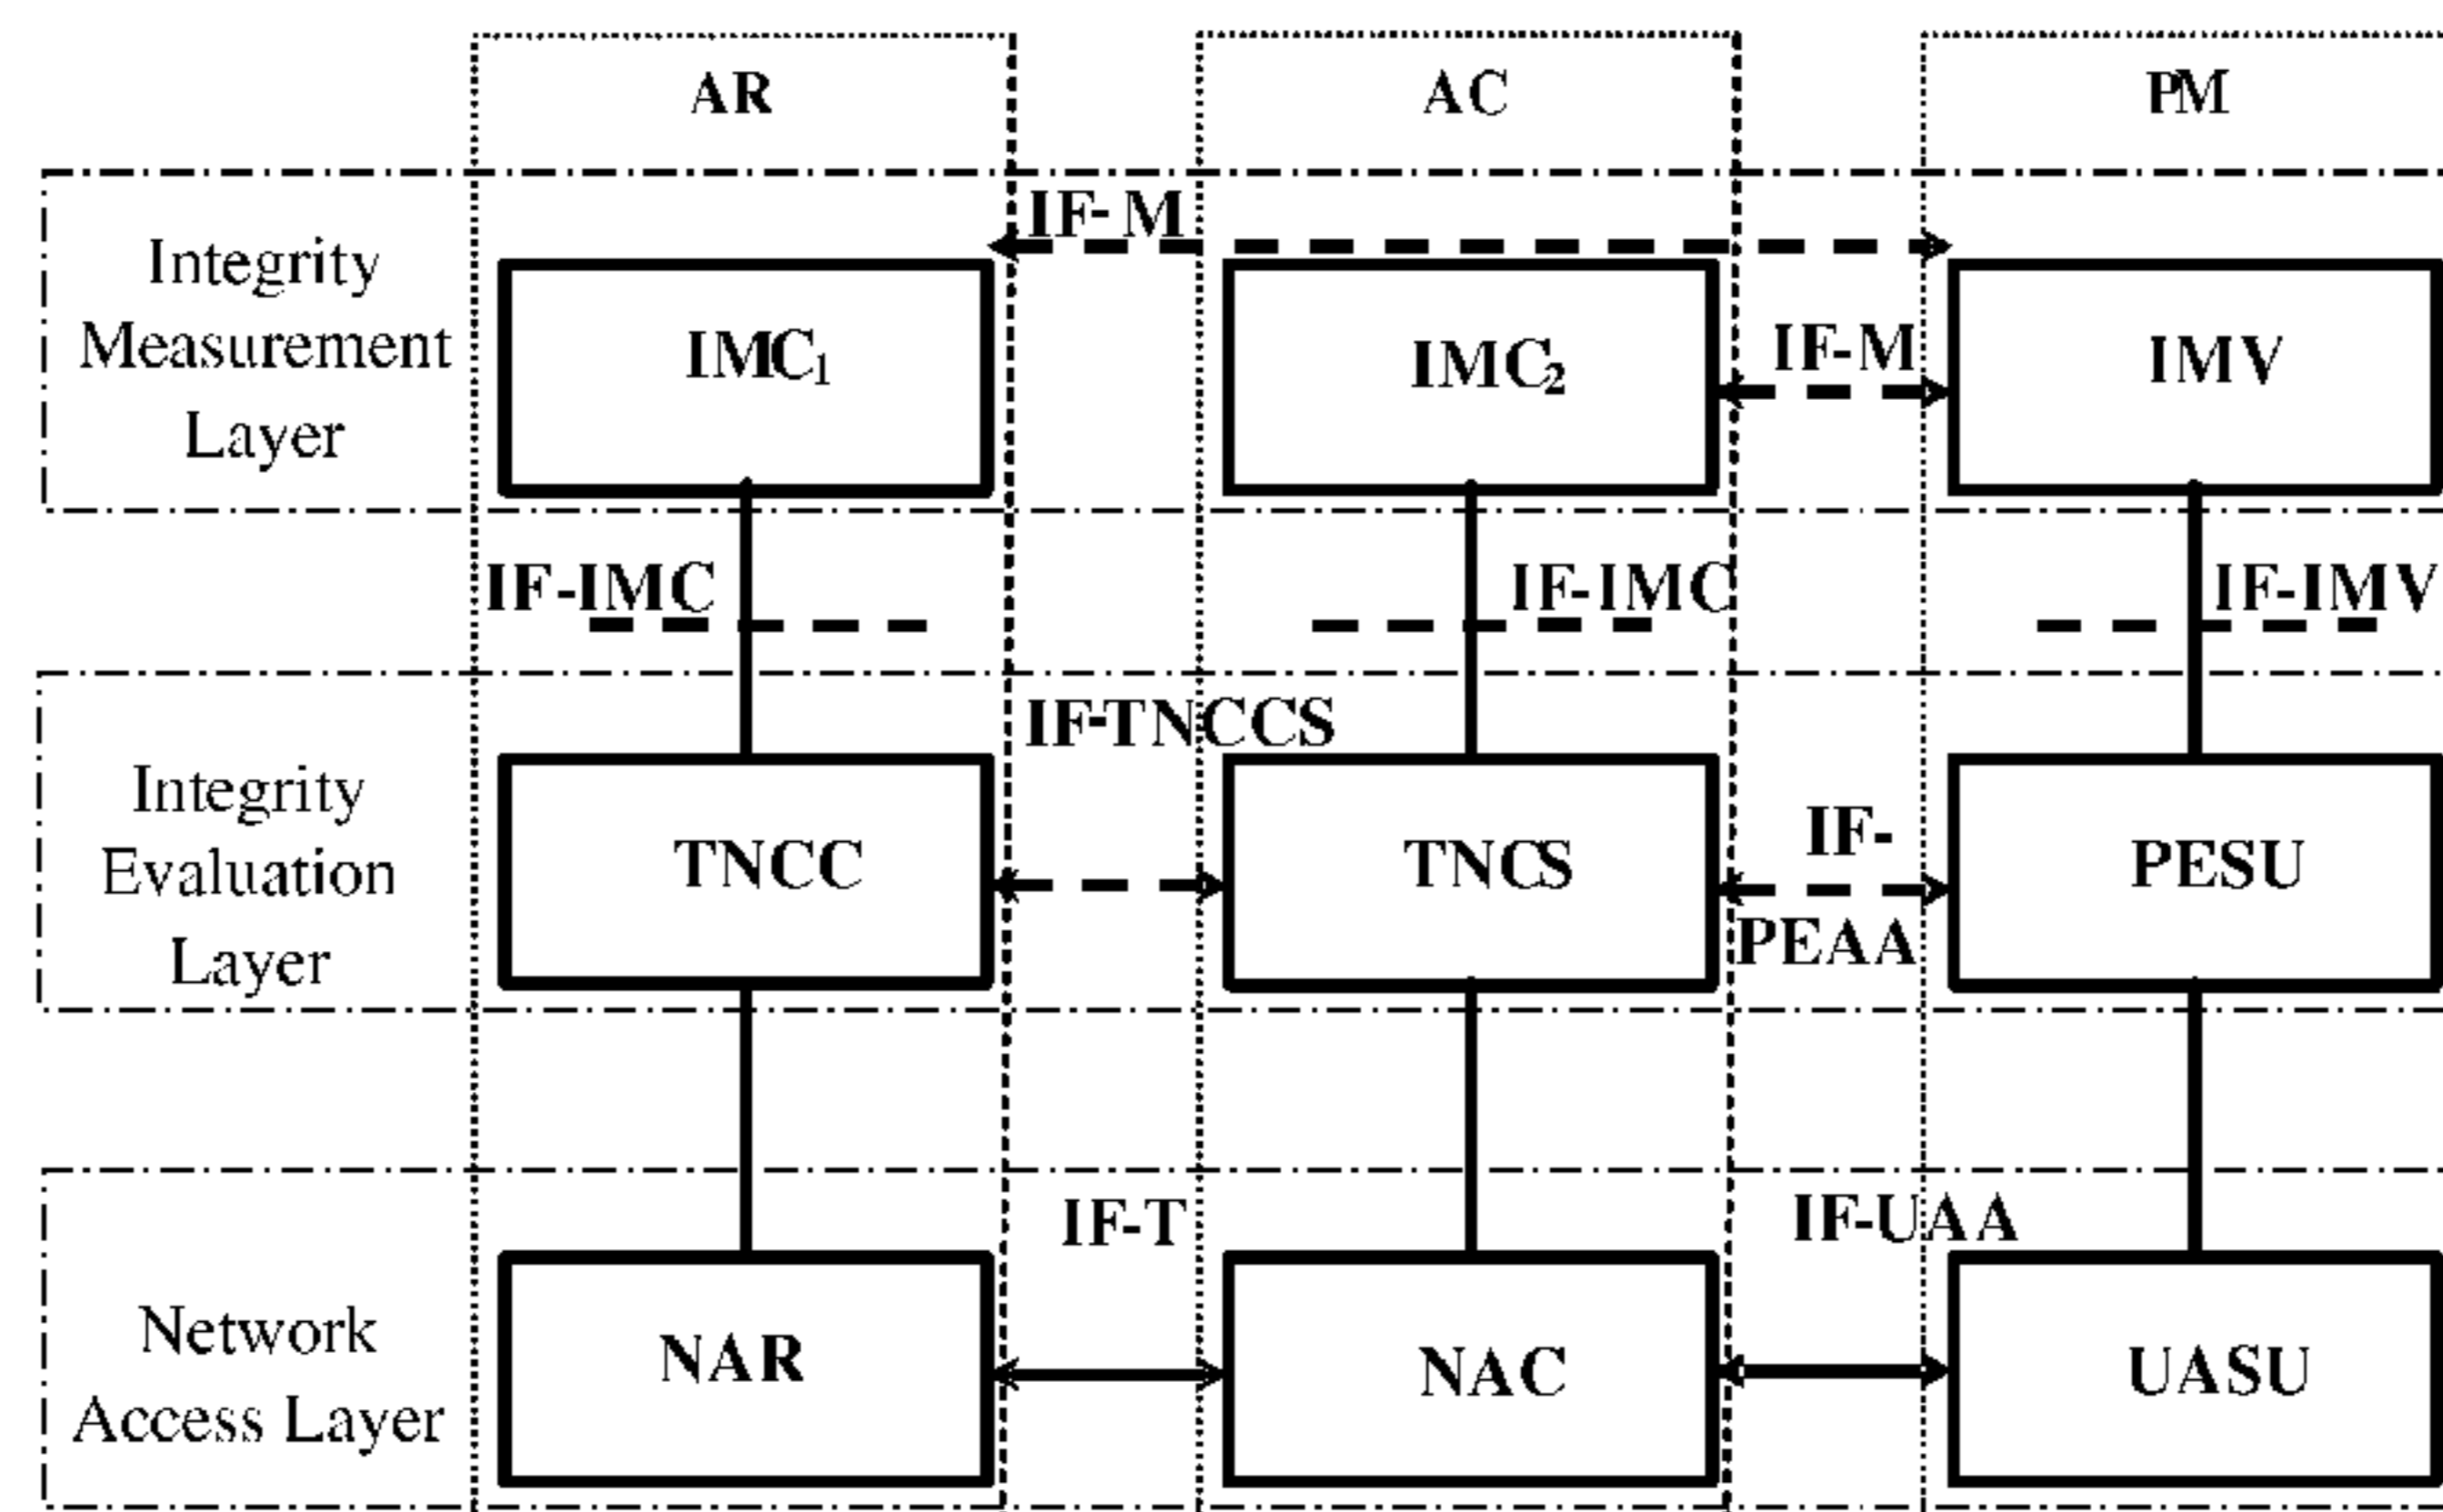 AR
AC
PM
IF-M
Integrity
Measurement
Layer
IMC1
IMC2
IF-M
IMV
IF-IMC
IF-IMC
IF-IMV
IF-TNCCS
Integrity
Evaluation
Layer
TNCC
TNCS
IF-
PEAA
PESU
IF-T
IF-UAA
Network
Access Layer
NAR
NAC
UASU